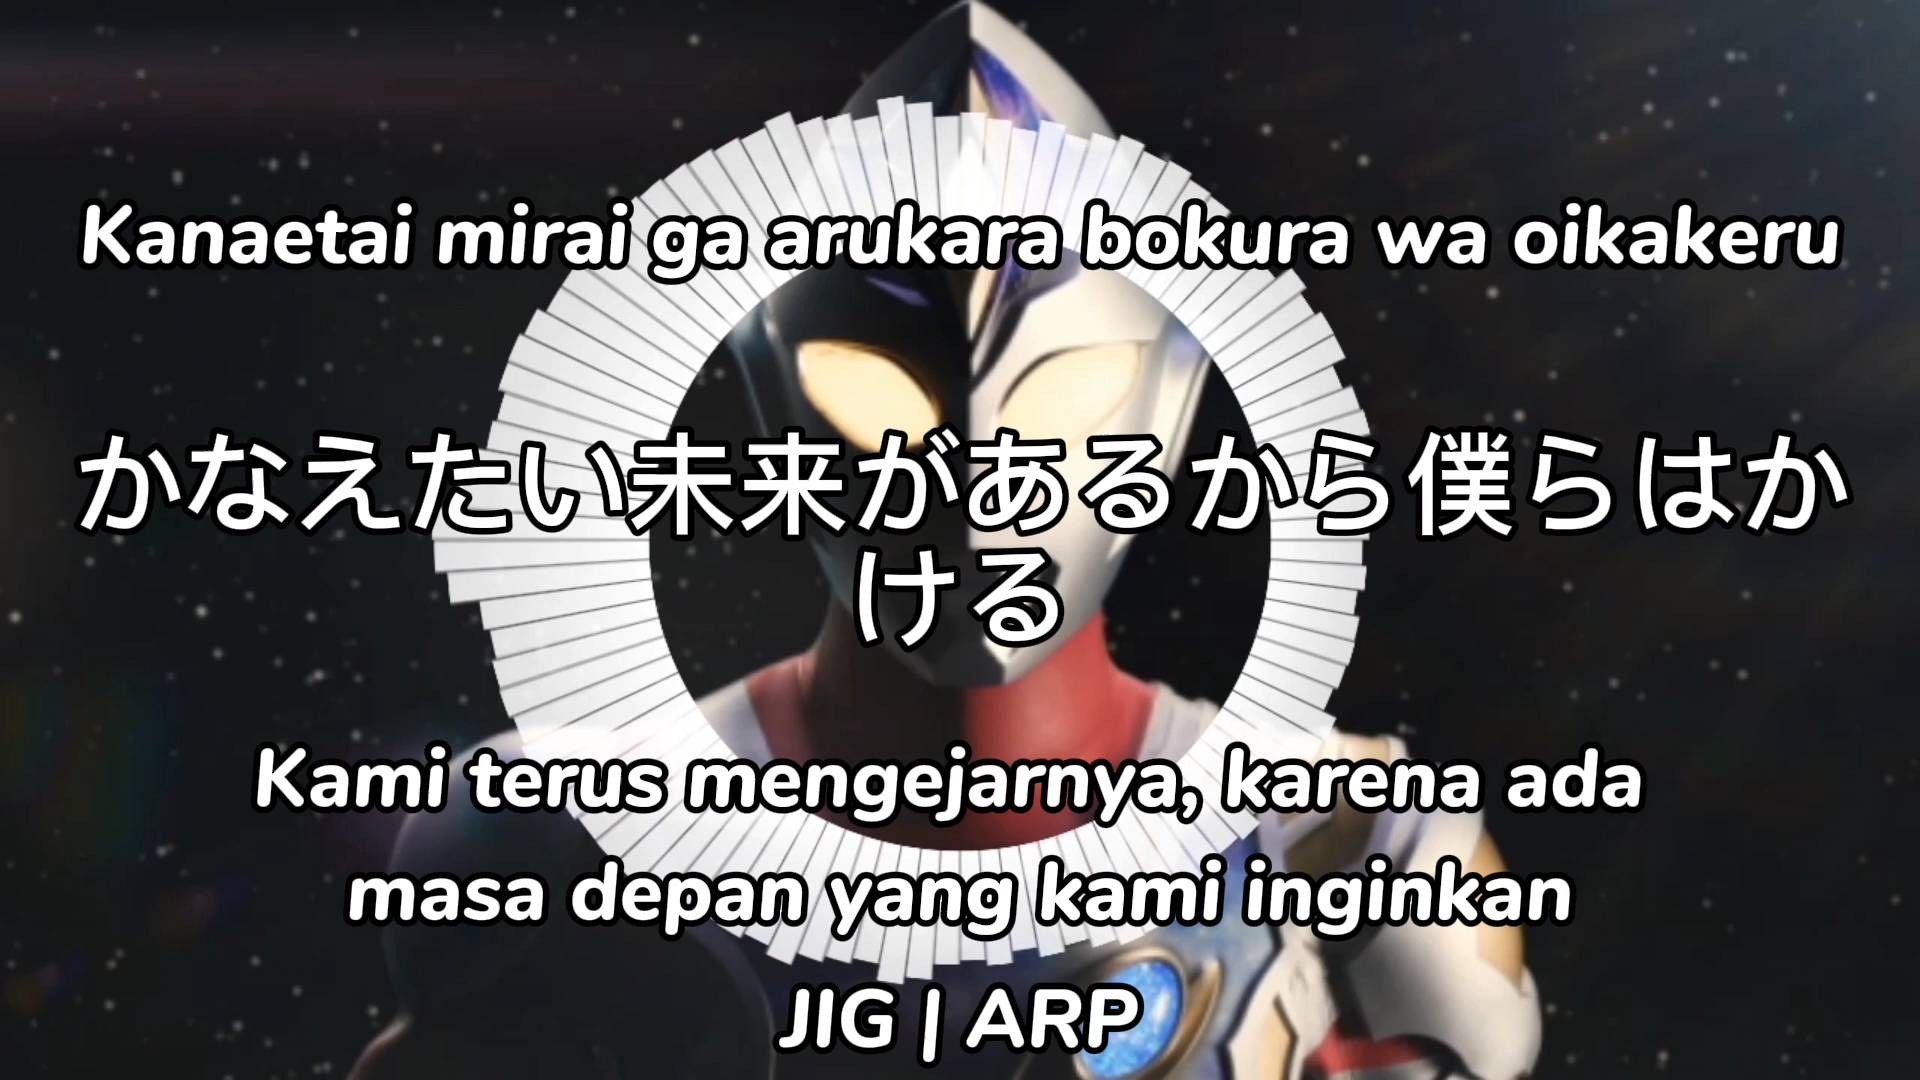 Kanaetai mirai ga arukara bokura wa oikakeru
かなえたい未来があるから僕らはか
ける
Kami terus mengejarnya, karena ada
masa depan yang kami inginkan
JIG | ARP